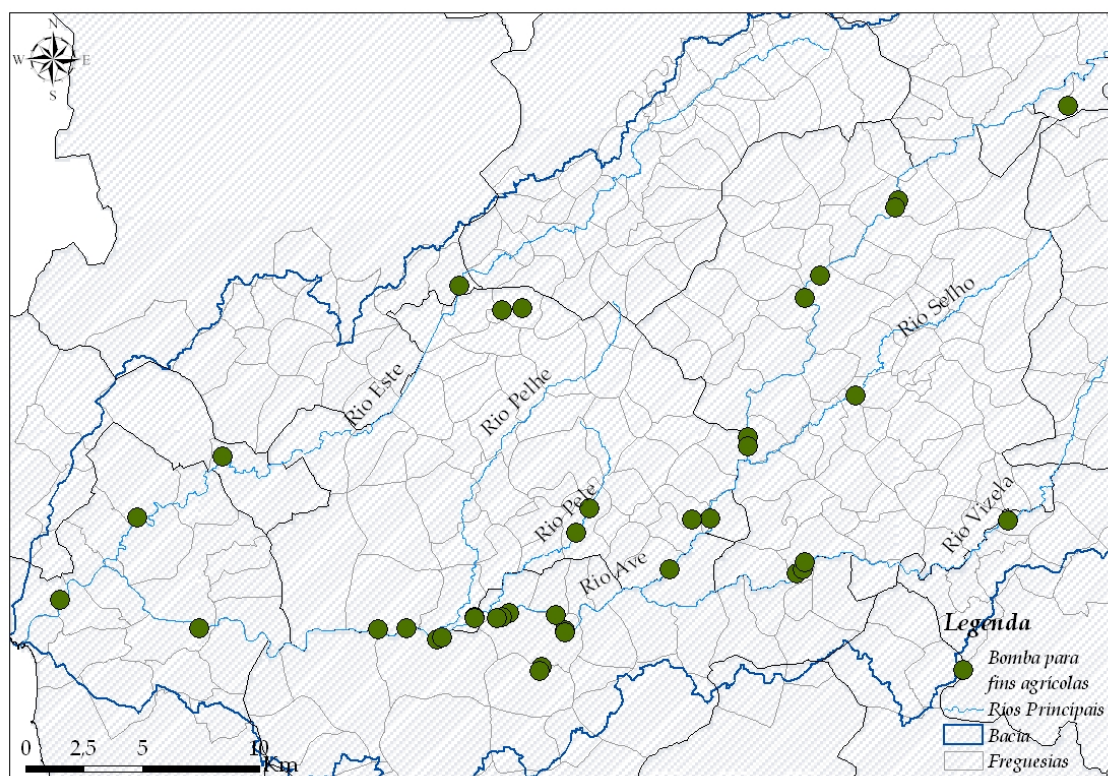 N
W E
S
Rio Selho
Rio Este
Rio Pelhe
Rio Pele
Rio Vizela
Rio Ave
Legenda
Bomba para
fins agrícolas
Rios Principais
Bacia
Freguesias
0 2,5 5 10
Km